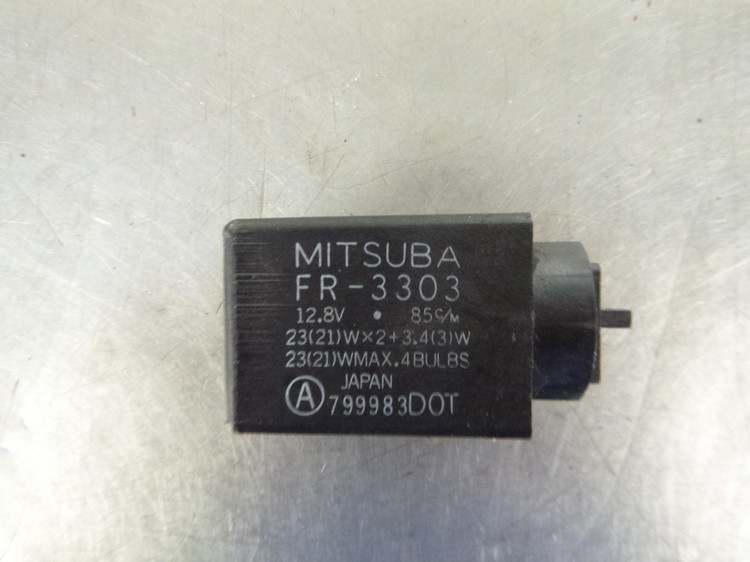 MITSUBA
FR-3303
12.8V • 85c/M
23(21)W×2+3.4(3)W
23(21)WMAX.4BULBS
JAPAN
Ⓐ 799983DOT